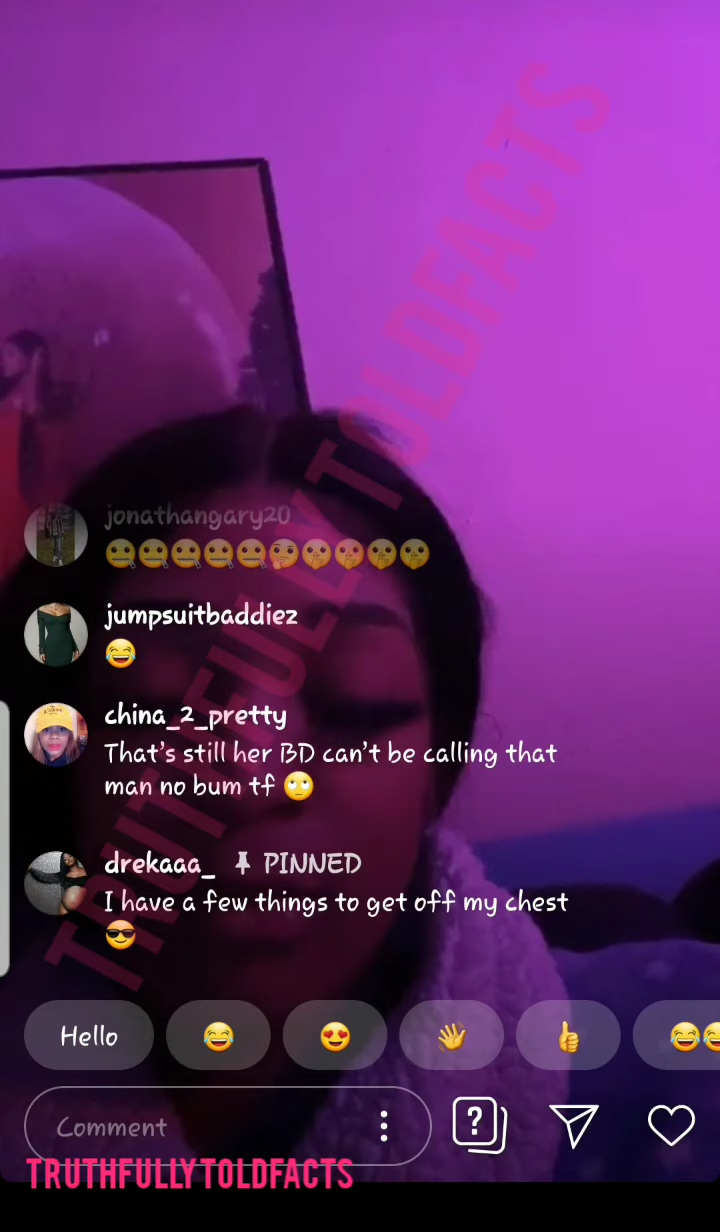 TRUTHFULLYTOLDFACTS
jonathangary20
🤐🤐🤐🤐🤐🤭🤫🤫🤫🤫
jumpsuitbaddiez
😂
china_2_pretty
That's still her BD can't be calling that
man no bum tf 🙄
drekaaa_ 📌 PINNED
I have a few things to get off my chest
😎
Hello 😂 😍 👋 👍 😂😂
Comment
TRUTHFULLYTOLDFACTS